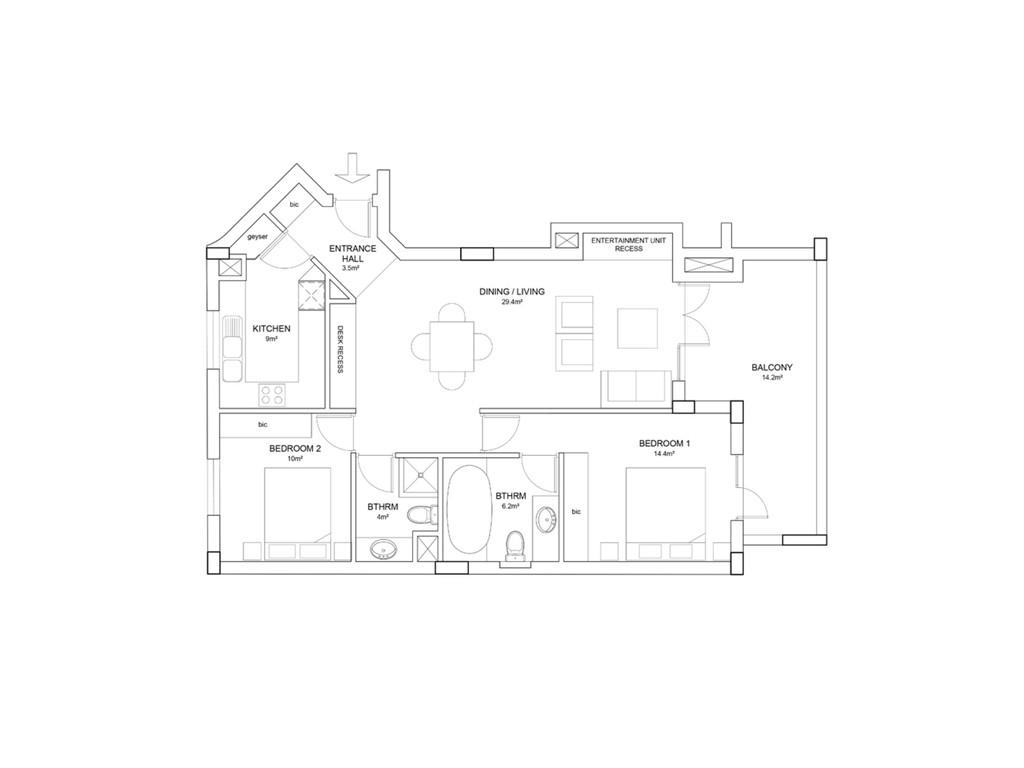 bic
geyser
ENTRANCE
HALL
3.5m²
ENTERTAINMENT UNIT
RECESS
DINING / LIVING
29.4m²
KITCHEN
9m²
DESK RECESS
BALCONY
14.2m²
bic
BEDROOM 2
10m²
BEDROOM 1
14.4m²
BTHRM
4m²
BTHRM
6.2m²
bic